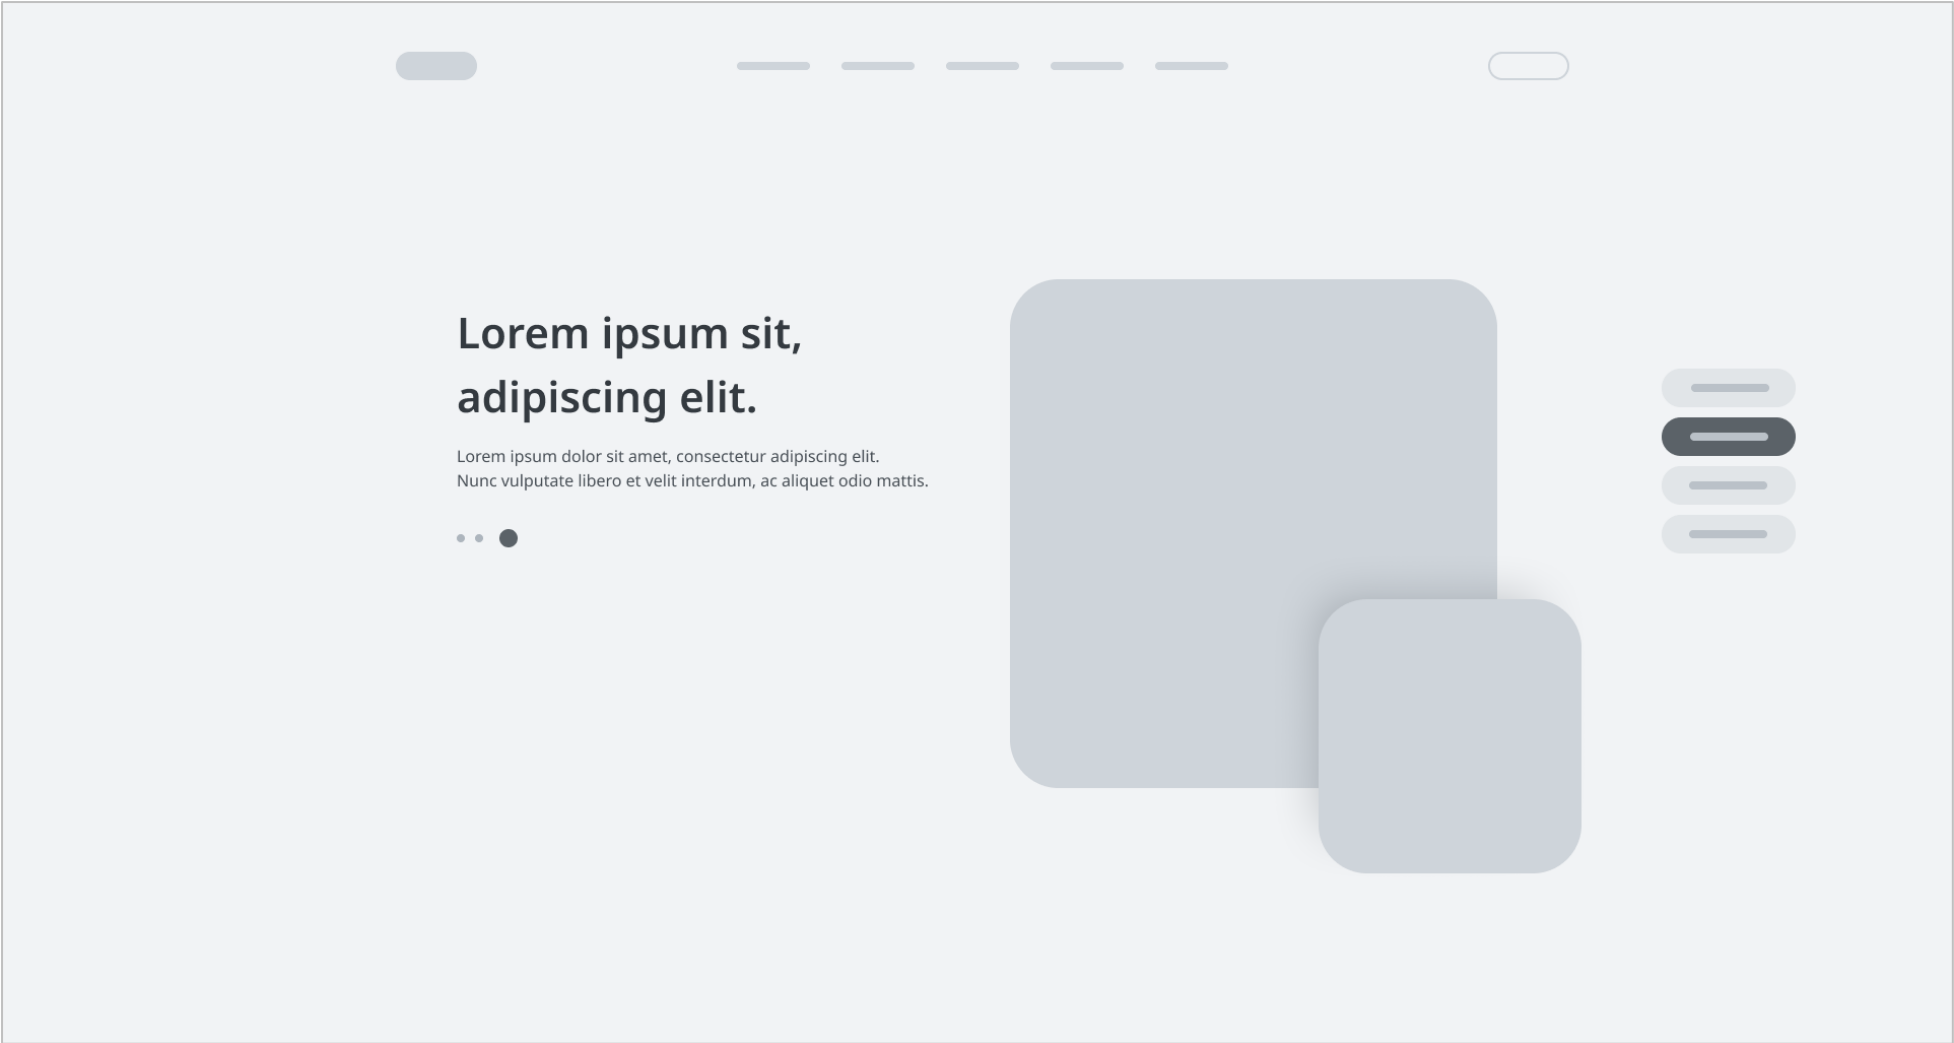 Lorem ipsum sit,
adipiscing elit.
Lorem ipsum dolor sit amet, consectetur adipiscing elit.
Nunc vulputate libero et velit interdum, ac aliquet odio mattis.